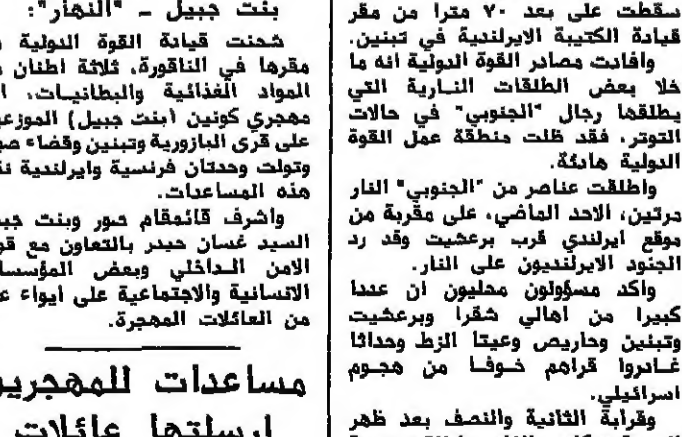 سقطت على بعد ٧٠ مترا من مقر
قيادة الكتيبة الايرلندية في تبنين.
وافادت مصادر القوة الدولية انه ما
خلا بعض الطلقات النارية التي
يطلقها رجال "الجنوبي" في حالات
التوتر، فقد ظلت منطقة عمل القوة
الدولية هادئة.
واطلقت عناصر من "الجنوبي" النار
مرتين، الاحد الماضي، على مقربة من
موقع ايرلندي قرب برعشيت وقد رد
الجنود الايرلنديون على النار.
واكد مسؤولون محليون ان عددا
كبيرا من اهالي شقرا وبرعشيت
وتبنين وحاريص وعيتا الزط وحداثا
غادروا قراهم خوفا من هجوم
اسرائيلي.
وقرابة الثانية والنصف بعد ظهر
بنت جبيل – "النهار":
شحنت قيادة القوة الدولية
مقرها في الناقورة، ثلاثة اطنان
المواد الغذائية والبطانيات،
مهجري كونين (بنت جبيل)
على قرى البازورية وتبنين وقضاء
وتولت وحدتان فرنسية وايرلندية
هذه المساعدات.
واشرف قائمقام صور وبنت
السيد غسان حيدر بالتعاون مع
الامن الداخلي وبعض
الانسانية والاجتماعية على ايواء
من العائلات المهجرة.
مساعدات
ارسلتها عائلات